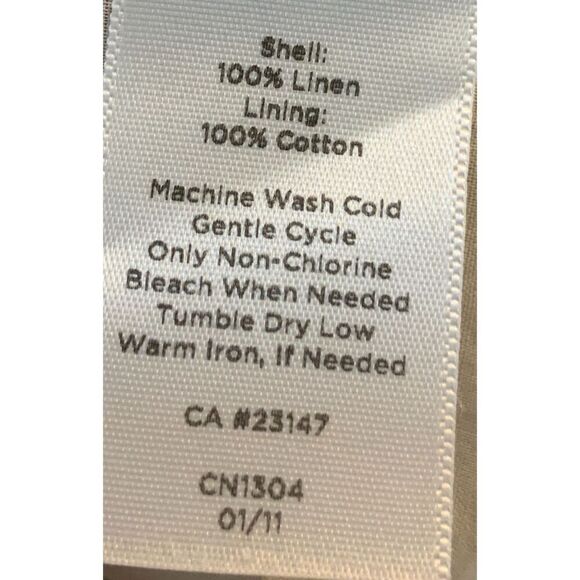 Shell:
100% Linen
Lining:
100% Cotton
Machine Wash Cold
Gentle Cycle
Only Non-Chlorine
Bleach When Needed
Tumble Dry Low
Warm Iron, If Needed
CA #23147
CN1304
01/11